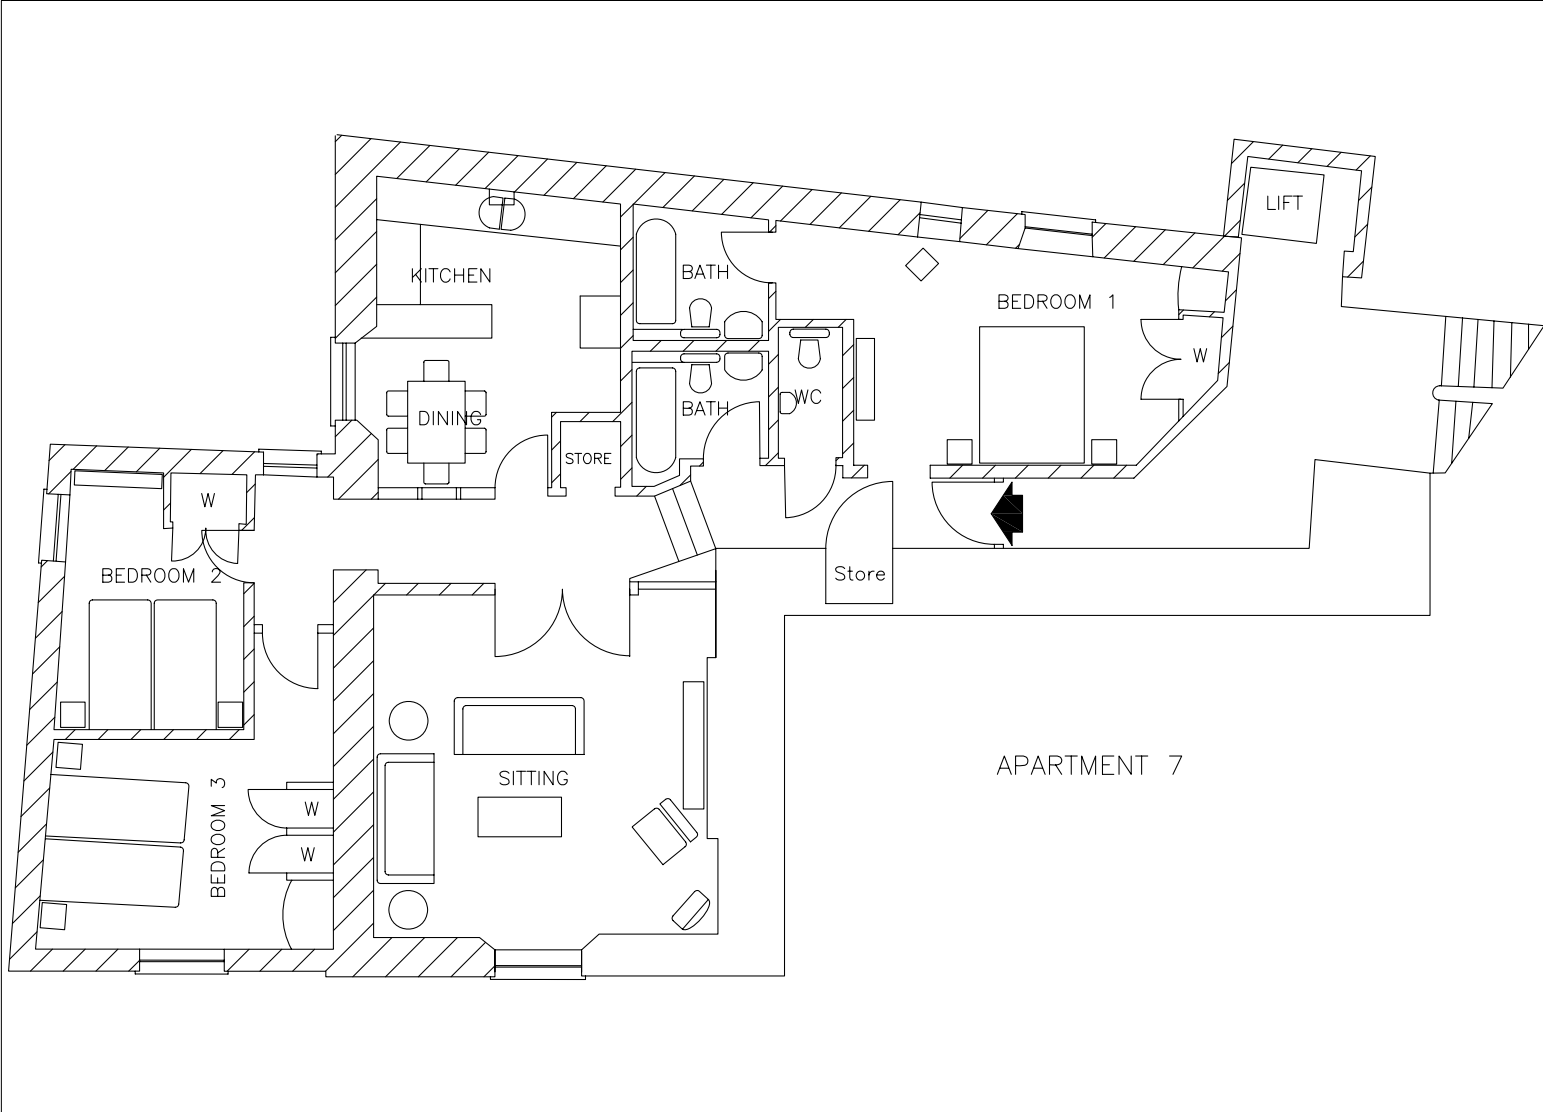 LIFT
KITCHEN
BATH
BEDROOM 1
W
DINING
BATH
WC
STORE
W
BEDROOM 2
Store
SITTING
APARTMENT 7
BEDROOM 3
W
W